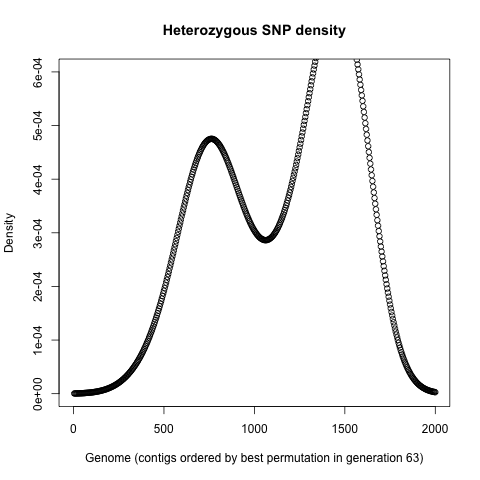 Heterozygous SNP density
Density
6e-04
5e-04
4e-04
3e-04
2e-04
1e-04
0e+00
0 500 1000 1500 2000
Genome (contigs ordered by best permutation in generation 63)